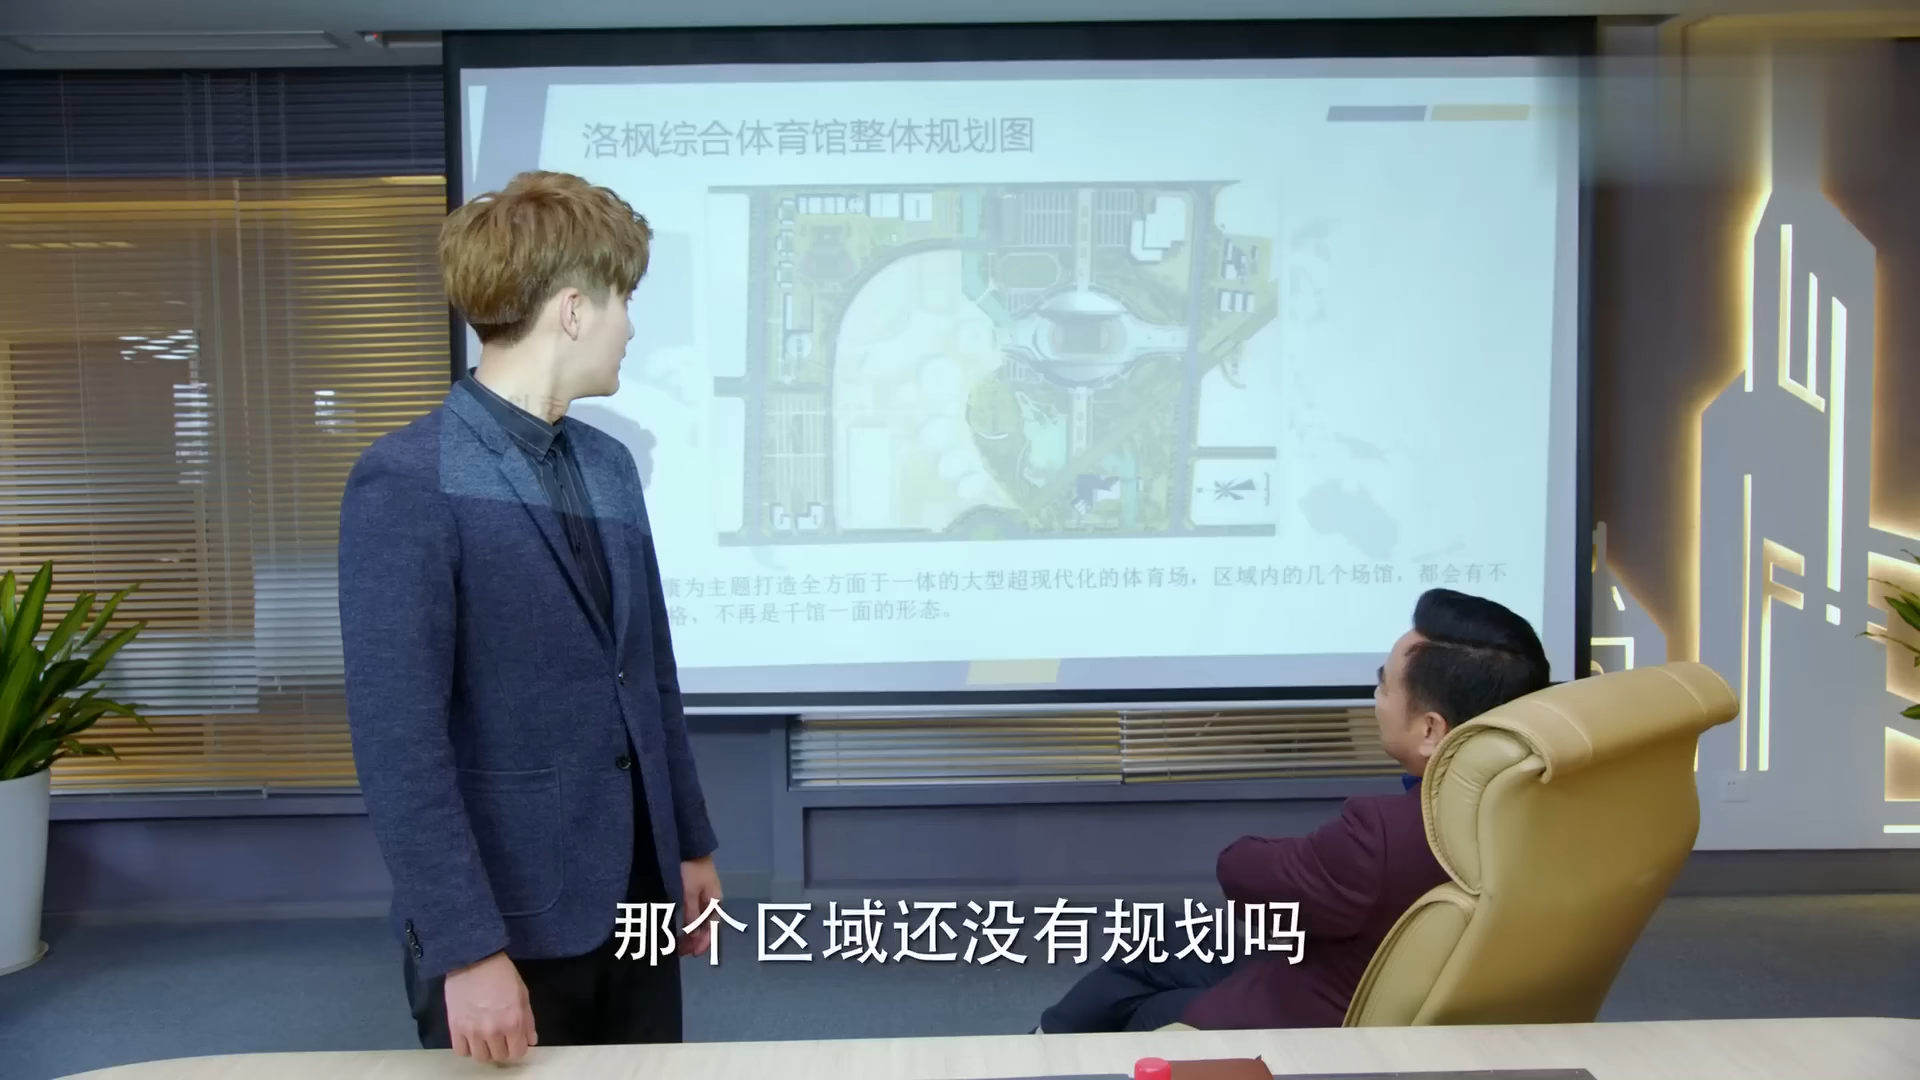 洛枫综合体育馆整体规划图
为主题打造全方面于一体的大型超现代化的体育场，区域内的几个场馆，都会有不
格，不再是千馆一面的形态。
那个区域还没有规划吗